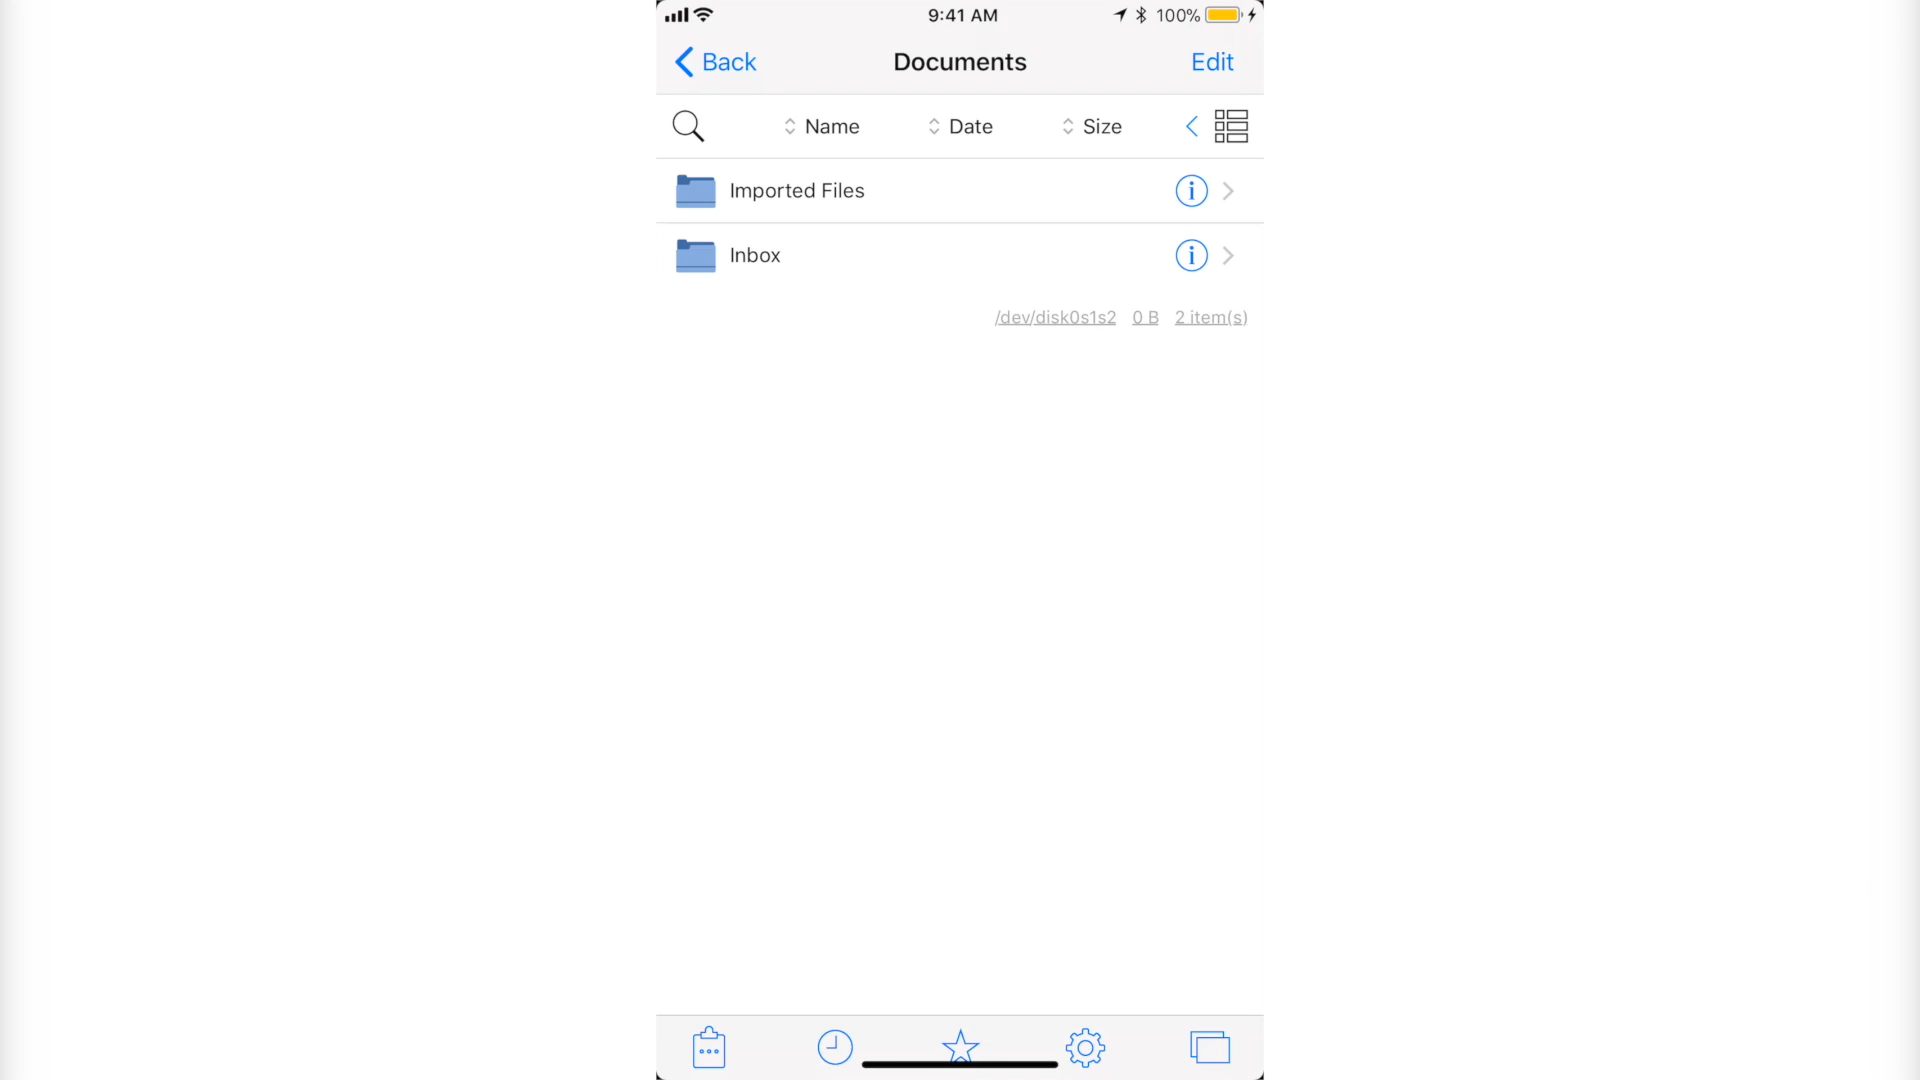 9:41 AM 100%
Back Documents Edit
Name Date Size
Imported Files
Inbox
/dev/disk0s1s2 0 B 2 item(s)